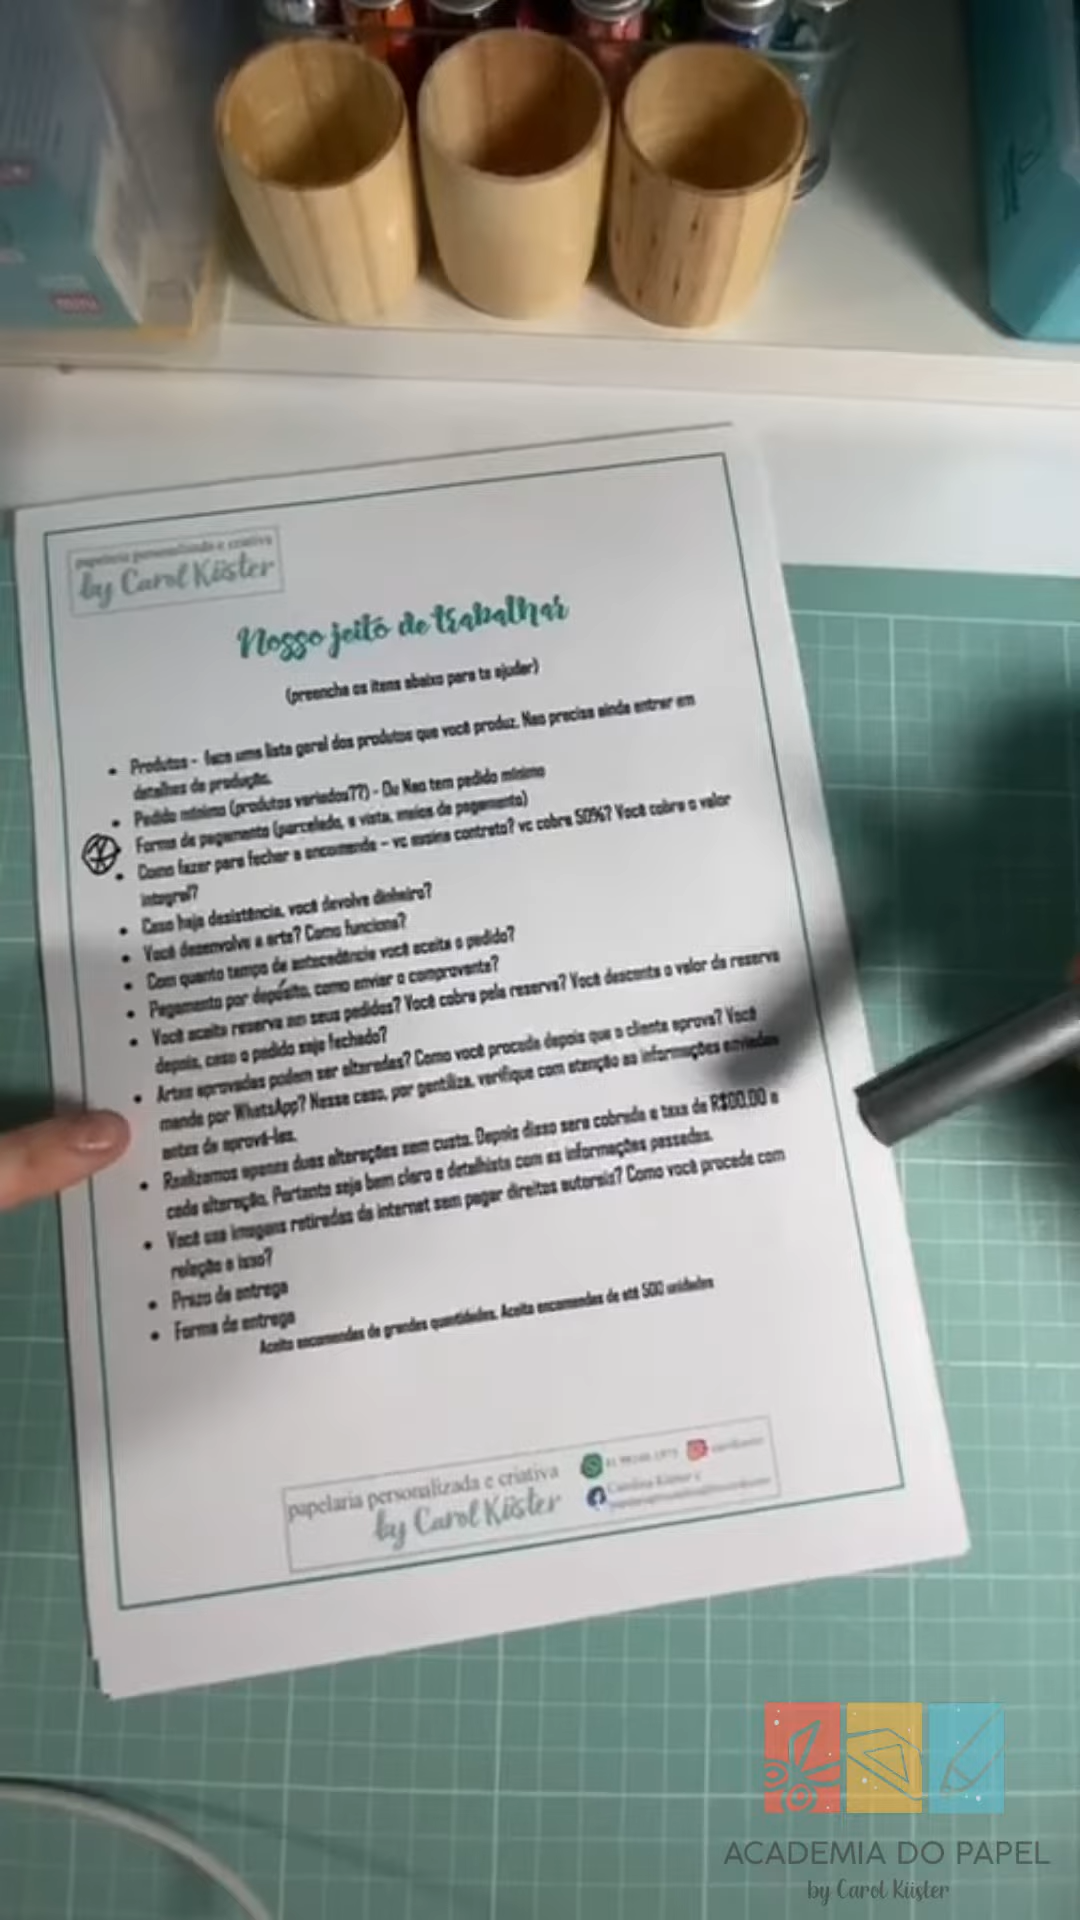 papelaria personalizada e criativa
by Carol Küster
Nosso jeito de trabalhar
(preencha os itens abaixo para te ajudar)
• Produtos - faça uma lista geral dos produtos que você produz. Nao precisa ainda entrar em
detalhes de produção.
• Pedido mínimo (produtos variados??) - Ou Nao tem pedido mínimo
Forma de pagamento (parcelado, a vista, meios de pagamento)
• Como fazer para fechar a encomenda - vc assina contrato? vc cobra 50%? Você cobra o valor
integral?
• Caso haja desistência, você devolve dinheiro?
• Você desenvolve a arte? Como funciona?
• Com quanto tempo de antecedência você aceita o pedido?
• Pagamento por depósito, como enviar o comprovante?
• Você aceita reserva em seus pedidos? Você cobra pela reserva? Você desconta o valor da reserva
depois, caso o pedido seja fechado?
• Artes aprovadas podem ser alteradas? Como você procede depois que o cliente aprova? Você
manda por WhatsApp? Nesse caso, por gentiliza, verifique com atenção as informações enviadas
antes de aprová-las.
• Realizamos apenas duas alterações sem custo. Depois disso sera cobrada a taxa de R$00,00 a
cada alteração. Portanto seja bem claro e detalhista com as informações passadas.
• Você usa imagens retiradas da internet sem pagar direitos autorais? Como você procede com
relação a isso?
• Prazo de entrega
• Forma de entrega
Aceito encomendas de grandes quantidades. Aceito encomendas de até 500 unidades
papelaria personalizada e criativa
by Carol Küster
Carolina Küster
ACADEMIA DO PAPEL
by Carol Küster